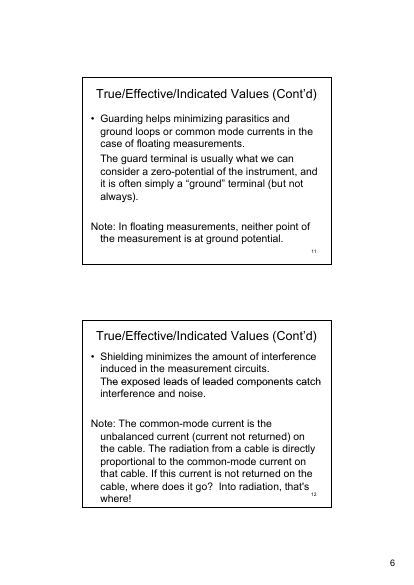 True/Effective/Indicated Values (Cont'd)
• Guarding helps minimizing parasitics and
ground loops or common mode currents in the
case of floating measurements.
The guard terminal is usually what we can
consider a zero-potential of the instrument, and
it is often simply a “ground” terminal (but not
always).
Note: In floating measurements, neither point of
the measurement is at ground potential.
11
True/Effective/Indicated Values (Cont'd)
• Shielding minimizes the amount of interference
induced in the measurement circuits.
The exposed leads of leaded components catch
interference and noise.
Note: The common-mode current is the
unbalanced current (current not returned) on
the cable. The radiation from a cable is directly
proportional to the common-mode current on
that cable. If this current is not returned on the
cable, where does it go?  Into radiation, that's
where!
12
6